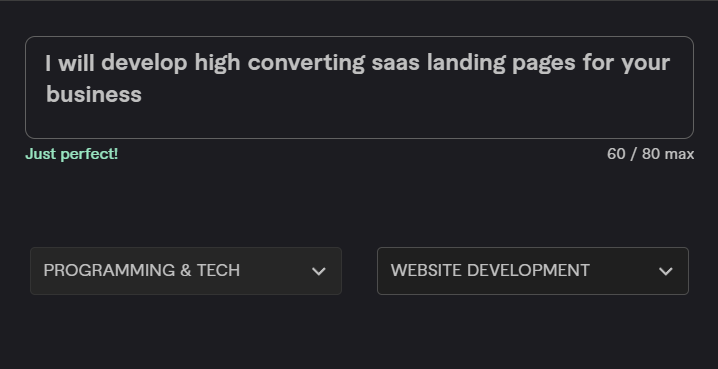 I will develop high converting saas landing pages for your
business
Just perfect! 60 / 80 max
PROGRAMMING & TECH WEBSITE DEVELOPMENT